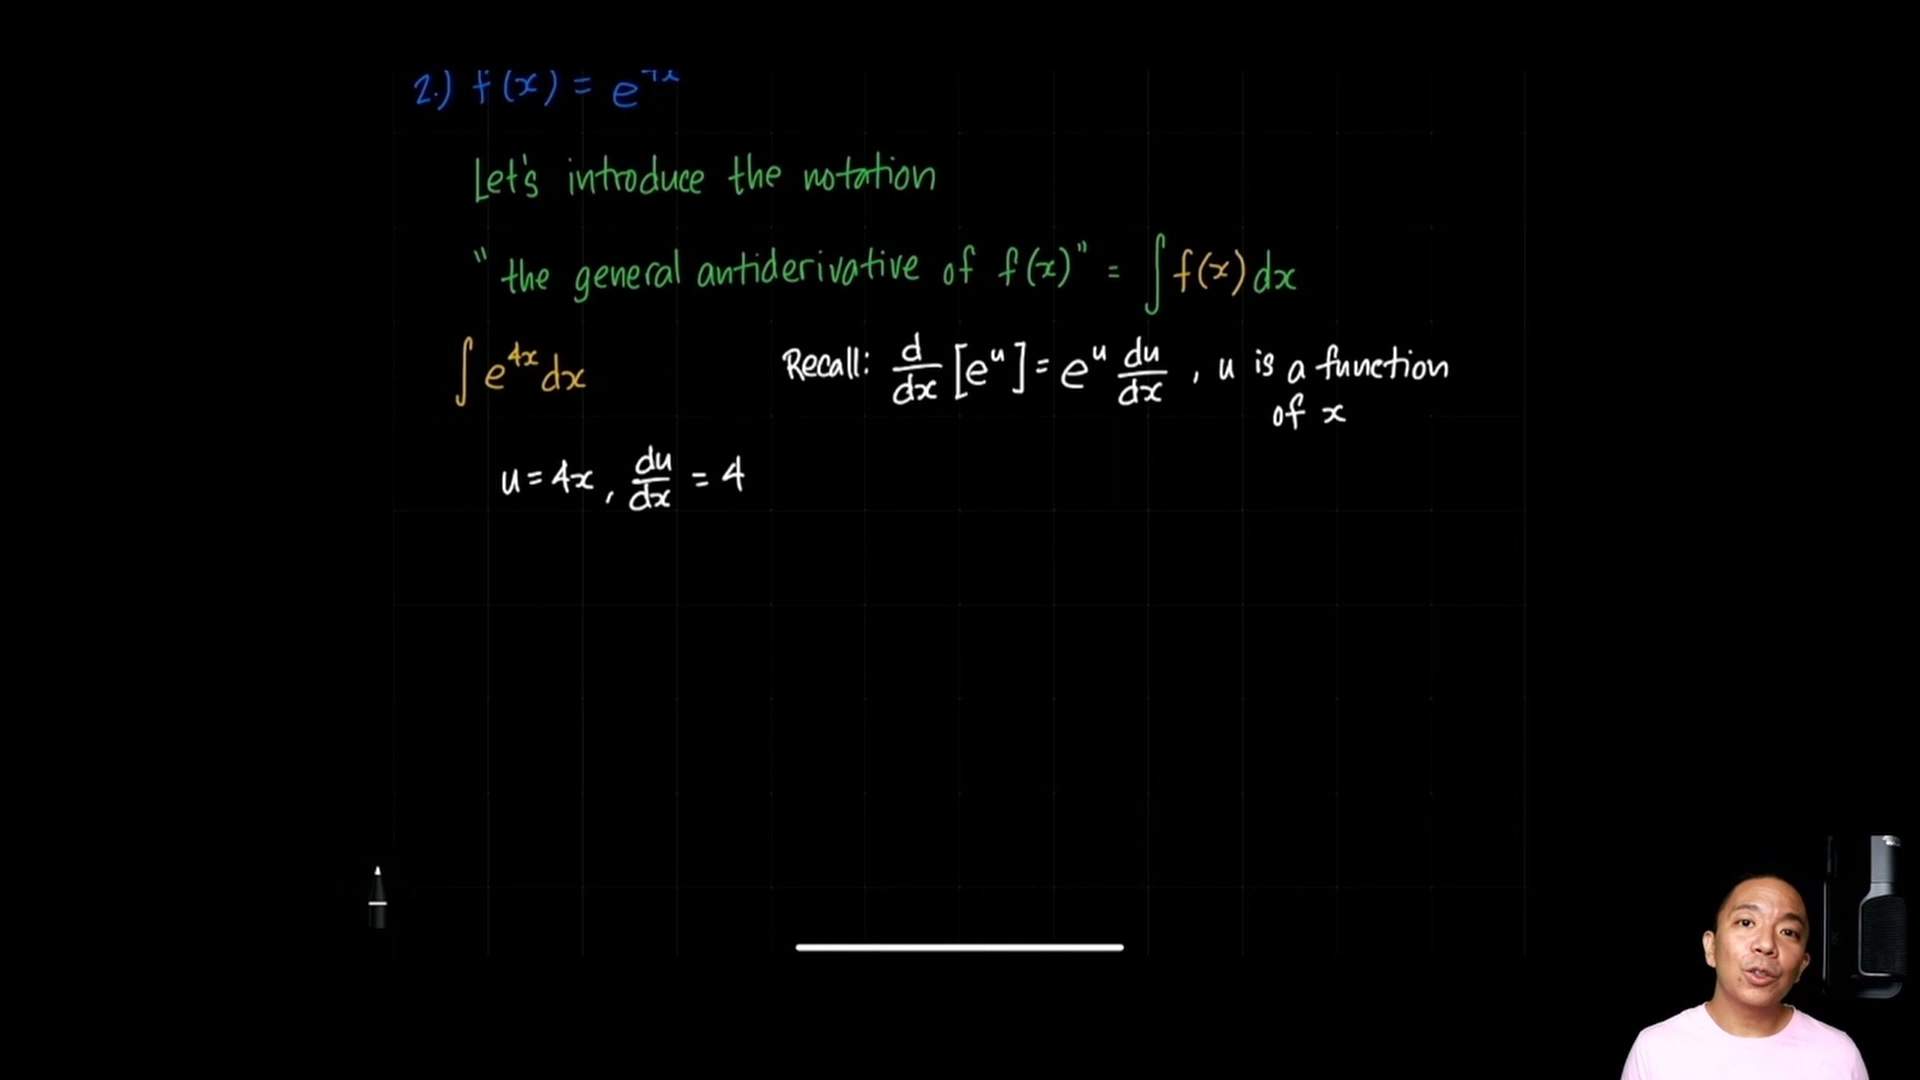 2.) f(x) = e^{4x}
Let's introduce the notation
"the general antiderivative of f(x)" = ∫ f(x) dx
∫ e^{4x} dx
Recall: d/dx [e^u] = e^u du/dx , u is a function
of x
u = 4x , du/dx = 4